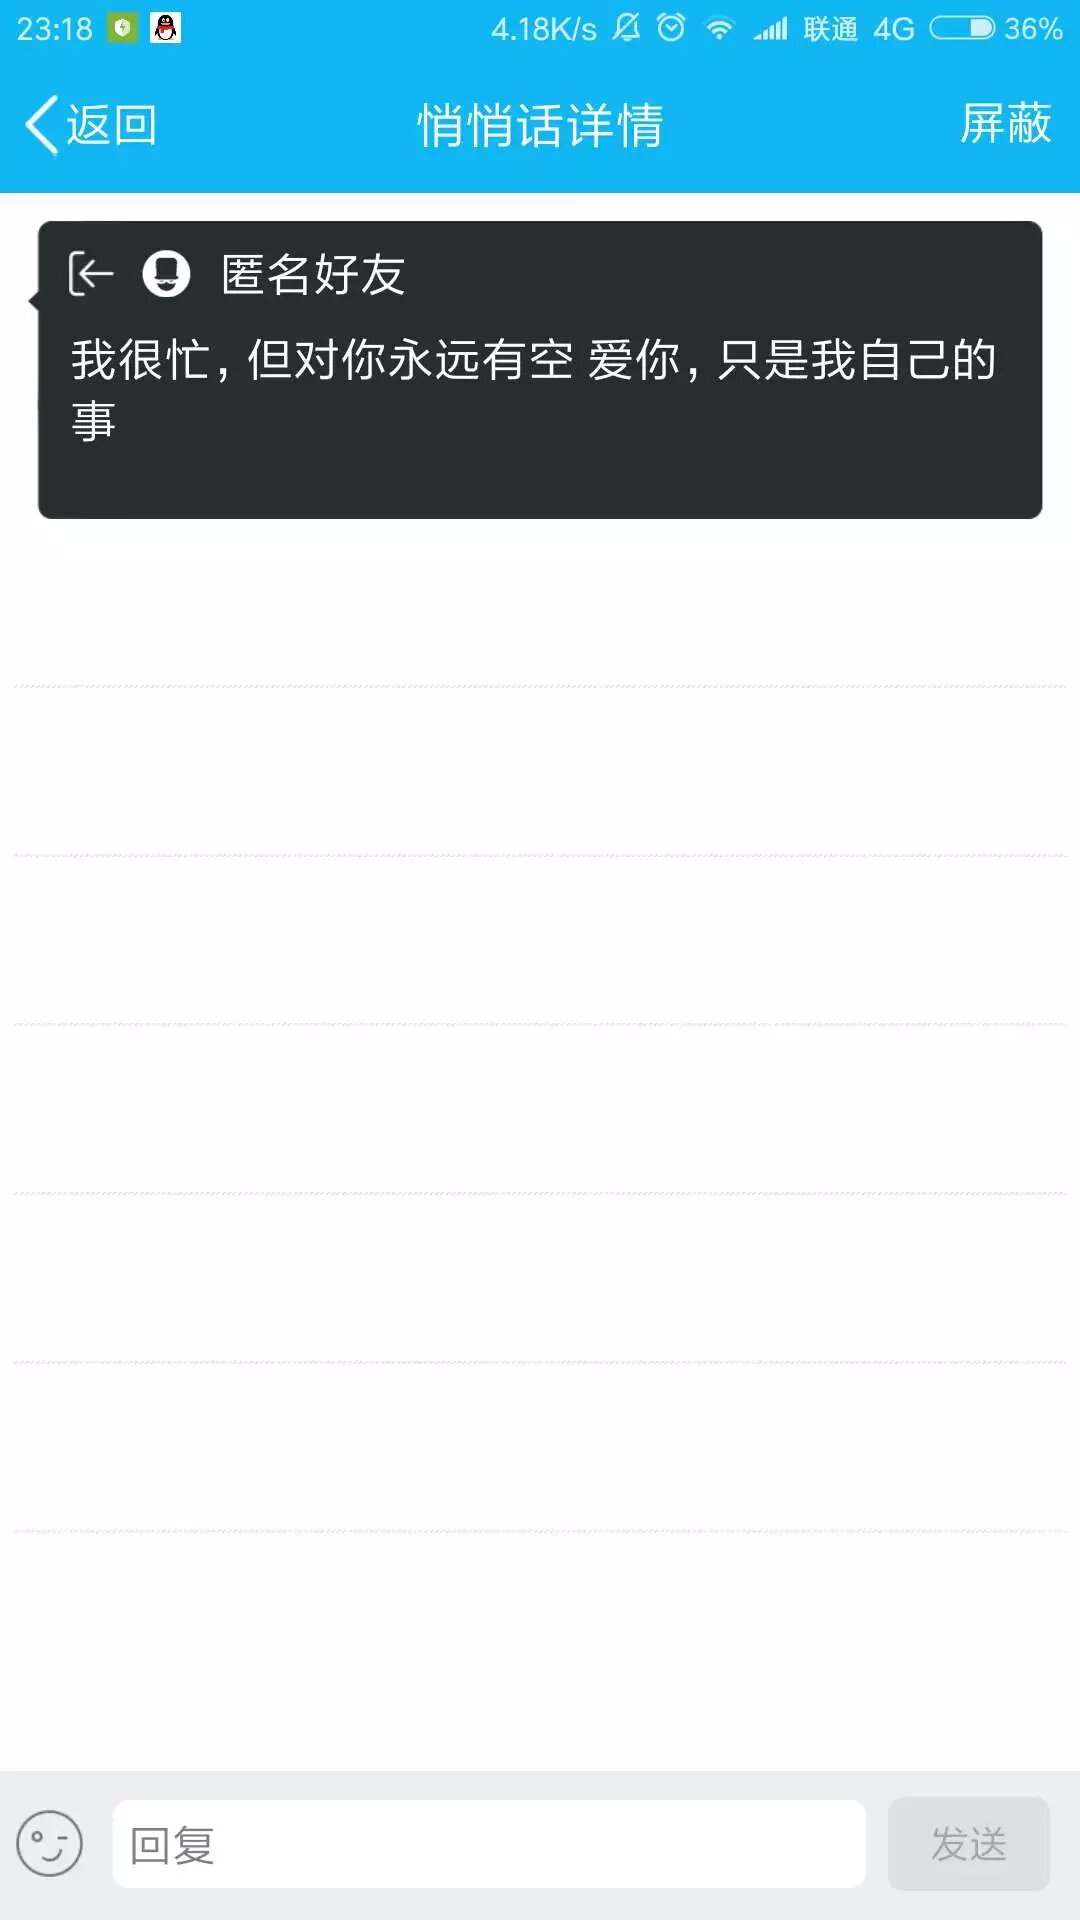 23:18 4.18K/s 联通 4G 36%
返回 悄悄话详情 屏蔽
匿名好友
我很忙，但对你永远有空 爱你，只是我自己的
事
回复 发送